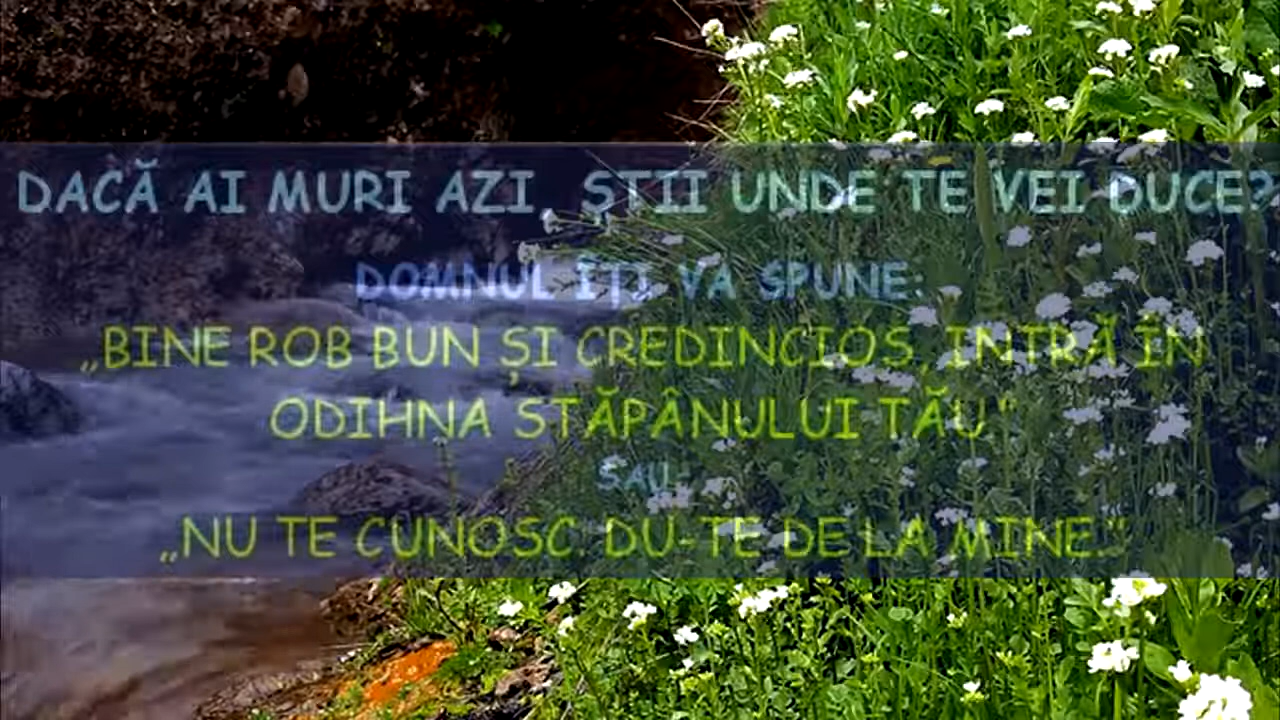 DACĂ AI MURI AZI, ȘTII UNDE TE VEI DUCE?
DOMNUL ÎȚI VA SPUNE:
„BINE ROB BUN ȘI CREDINCIOS, INTRĂ ÎN
ODIHNA STĂPÂNULUI TĂU"
SAU:
„NU TE CUNOSC. DU-TE DE LA MINE."